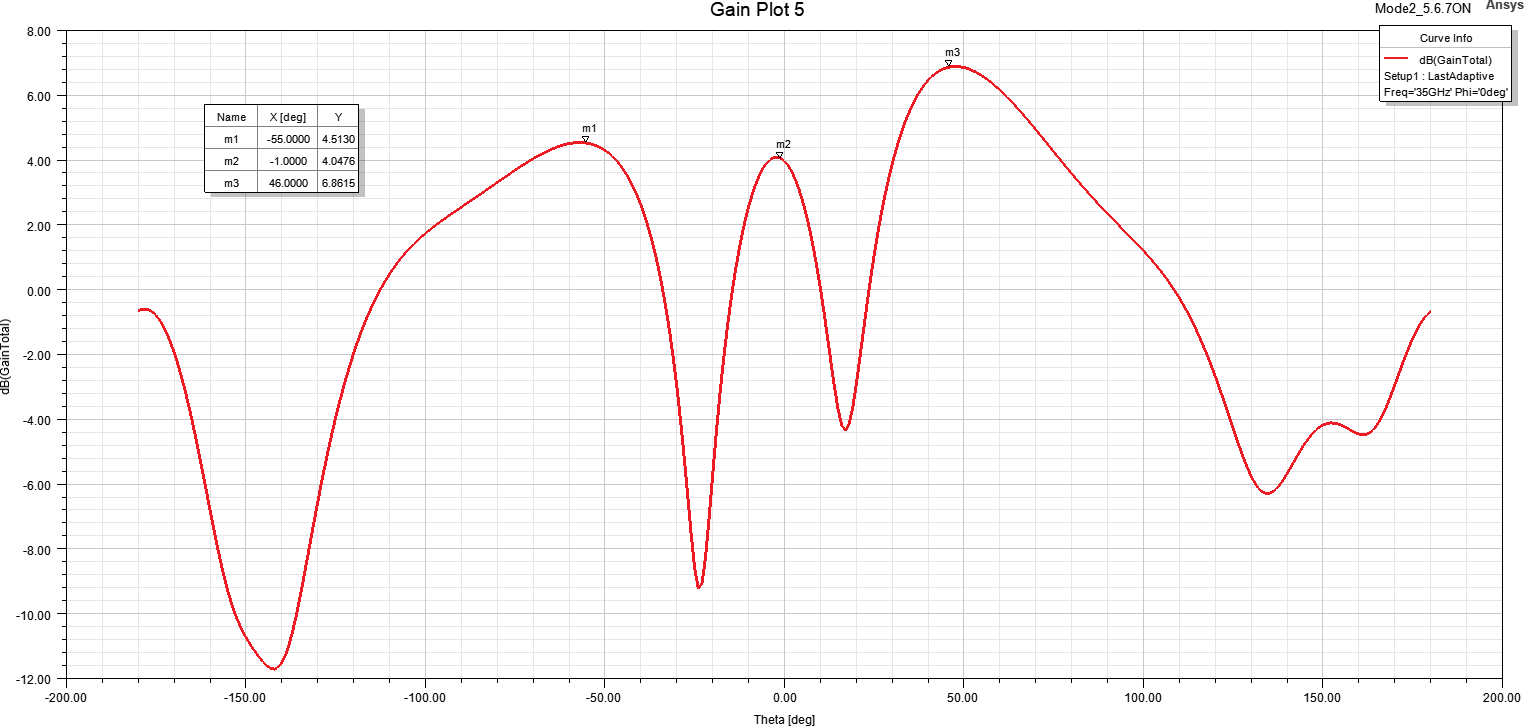 Gain Plot 5
Mode2_5.6.7ON
Ansys
Curve Info
dB(GainTotal)
Setup1 : LastAdaptive
Freq='35GHz' Phi='0deg'
Name X [deg] Y
m1 -55.0000 4.5130
m2 -1.0000 4.0476
m3 46.0000 6.8615
m1
m2
m3
8.00
6.00
4.00
2.00
0.00
-2.00
-4.00
-6.00
-8.00
-10.00
-12.00
dB(GainTotal)
-200.00 -150.00 -100.00 -50.00 0.00 50.00 100.00 150.00 200.00
Theta [deg]